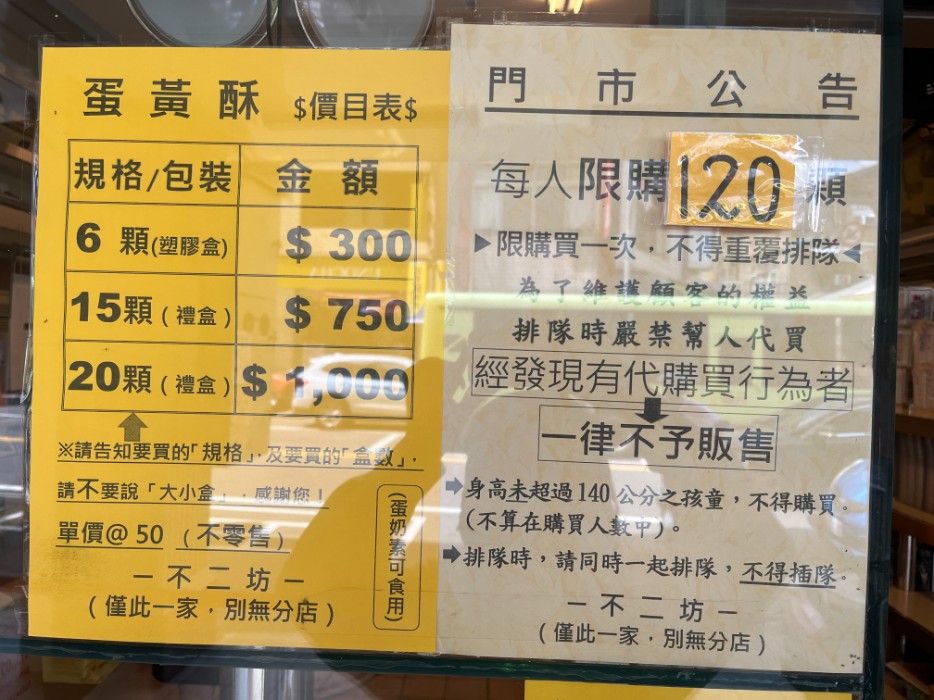 蛋黃酥 $價目表$
規格/包裝 金額
6 顆(塑膠盒) $ 300
15顆(禮盒) $ 750
20顆(禮盒) $ 1,000
※請告知要買的「規格」.及要買的「盒數」.
請不要說「大小盒」.感謝您!
單價@ 50 (不零售)
(蛋奶素可食用)
－不二坊－
(僅此一家.別無分店)
門市公告
每人限購120顆
▶限購買一次.不得重覆排隊◀
為了維護顧客的權益
排隊時嚴禁幫人代買
經發現有代購買行為者
一律不予販售
➡身高未超過140公分之孩童，不得購買。
(不算在購買人數中)。
➡排隊時，請同時一起排隊，不得插隊。
－不二坊－
(僅此一家.別無分店)